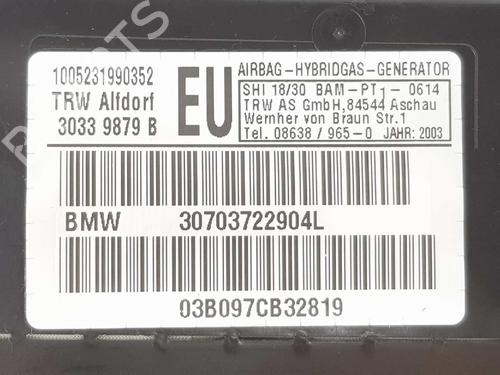 1005231990352
TRW Alfdorf
3033 9879 B
EU
AIRBAG-HYBRIDGAS-GENERATOR
SHI 18/30 BAM-PT1-0614
TRW AS GmbH,84544 Aschau
Wernher von Braun Str.1
Tel. 08638/965-0 JAHR: 2003
BMW 30703722904L
03B097CB32819